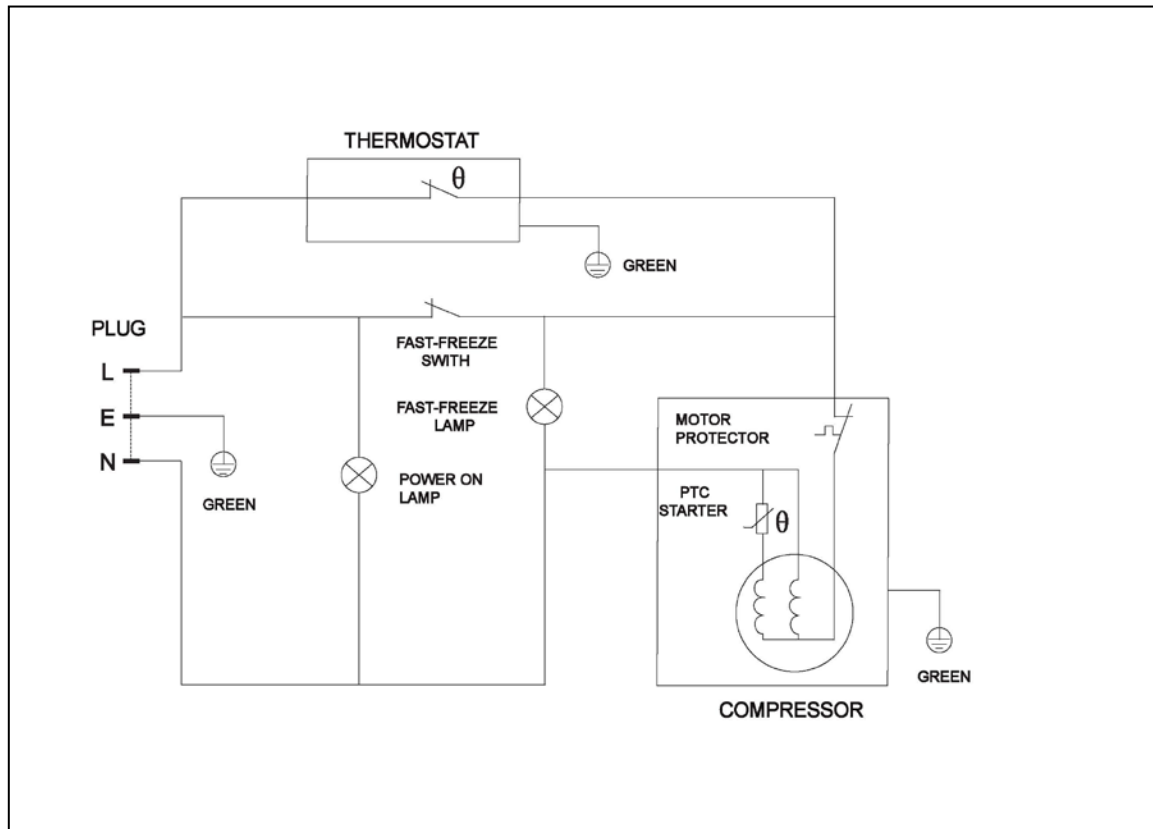 THERMOSTAT
θ
GREEN
PLUG
L
E
N
GREEN
FAST-FREEZE
SWITH
FAST-FREEZE
LAMP
POWER ON
LAMP
MOTOR
PROTECTOR
PTC
STARTER
θ
GREEN
COMPRESSOR